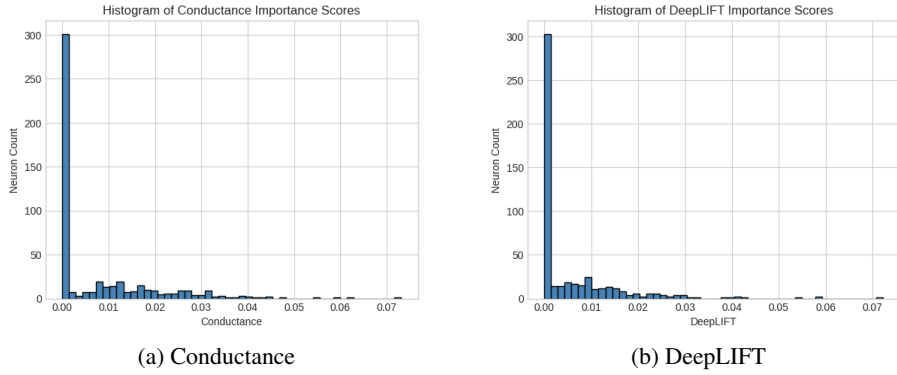 Histogram of Conductance Importance Scores
300
250
200
150
100
50
0
Neuron Count
0.00 0.01 0.02 0.03 0.04 0.05 0.06 0.07
Conductance
(a) Conductance
Histogram of DeepLIFT Importance Scores
300
250
200
150
100
50
0
Neuron Count
0.00 0.01 0.02 0.03 0.04 0.05 0.06 0.07
DeepLIFT
(b) DeepLIFT